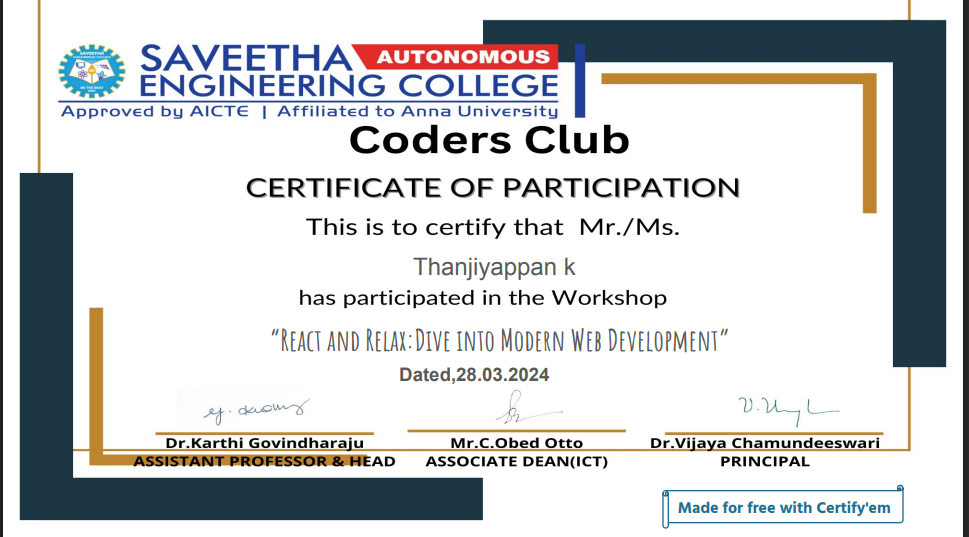 SAVEETHA AUTONOMOUS
ENGINEERING COLLEGE
Approved by AICTE | Affiliated to Anna University
Coders Club
CERTIFICATE OF PARTICIPATION
This is to certify that Mr./Ms.
Thanjiyappan k
has participated in the Workshop
“REACT AND RELAX:DIVE INTO MODERN WEB DEVELOPMENT”
Dated,28.03.2024
Dr.Karthi Govindharaju
ASSISTANT PROFESSOR & HEAD
Mr.C.Obed Otto
ASSOCIATE DEAN(ICT)
Dr.Vijaya Chamundeeswari
PRINCIPAL
Made for free with Certify'em